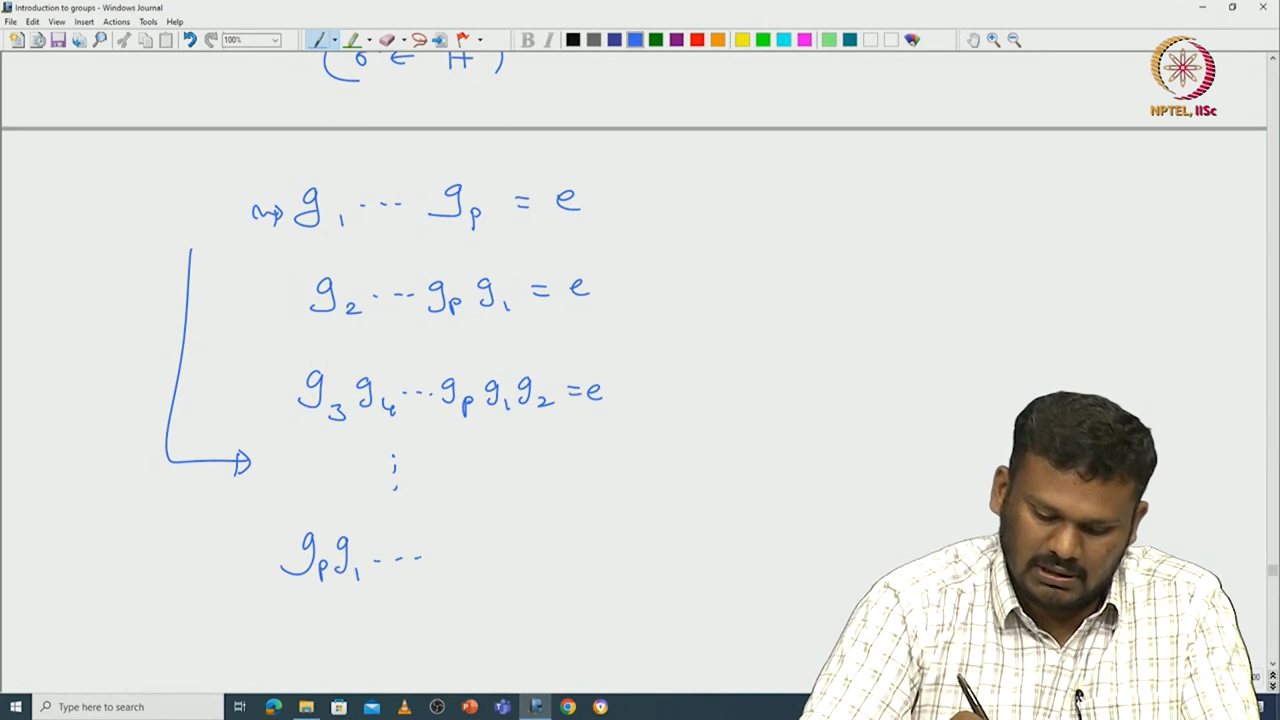 Introduction to groups - Windows Journal
File Edit View Insert Actions Tools Help
100%
B I
(σ ∈ H)
NPTEL, IISc
⇝ g₁ ··· gₚ = e
g₂ ··· gₚ g₁ = e
g₃ g₄ ··· gₚ g₁ g₂ = e
⋮
gₚ g₁ ···
Type here to search